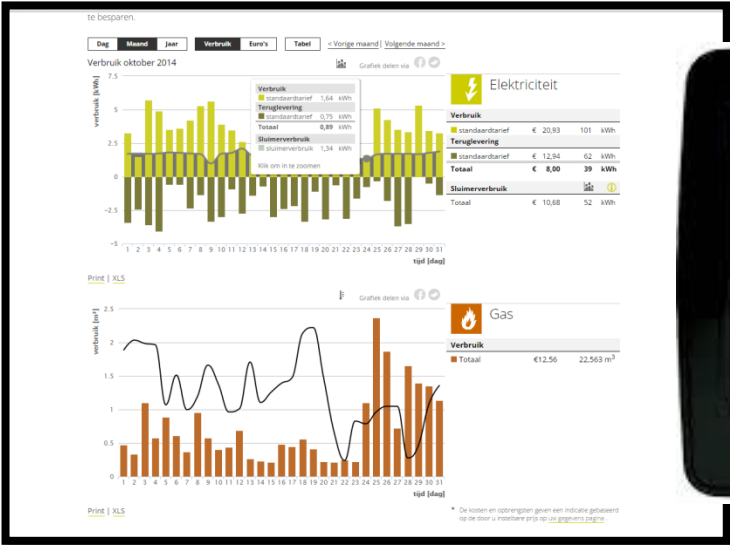 te besparen.
Dag Maand Jaar Verbruik Euro's Tabel < Vorige maand | Volgende maand >
Verbruik oktober 2014
Grafiek delen via
verbruik [kWh]
7.5
5
2.5
0
-2.5
-5
Verbruik
standaardtarief 1,64 kWh
Teruglevering
standaardtarief 0,75 kWh
Totaal 0,89 kWh
Sluimerverbruik
sluimerverbruik 1,34 kWh
Klik om in te zoomen
1 2 3 4 5 6 7 8 9 10 11 12 13 14 15 16 17 18 19 20 21 22 23 24 25 26 27 28 29 30 31
tijd [dag]
Print | XLS
Elektriciteit
Verbruik
standaardtarief € 20,93 101 kWh
Teruglevering
standaardtarief € 12,94 62 kWh
Totaal € 8,00 39 kWh
Sluimerverbruik
Totaal € 10,68 52 kWh
Grafiek delen via
verbruik [m³]
2.5
2
1.5
1
0.5
0
1 2 3 4 5 6 7 8 9 10 11 12 13 14 15 16 17 18 19 20 21 22 23 24 25 26 27 28 29 30 31
tijd [dag]
Print | XLS
Gas
Verbruik
Totaal €12,56 22,563 m³
* De kosten en opbrengsten geven een indicatie gebaseerd
op de door u instelbare prijs op uw gegevens pagina.